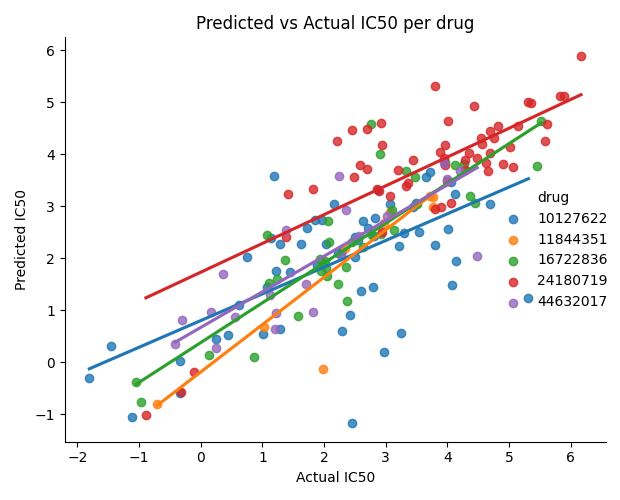 Predicted vs Actual IC50 per drug
6
5
4
3
2
1
0
−1
Predicted IC50
−2 −1 0 1 2 3 4 5 6
Actual IC50
drug
10127622
11844351
16722836
24180719
44632017